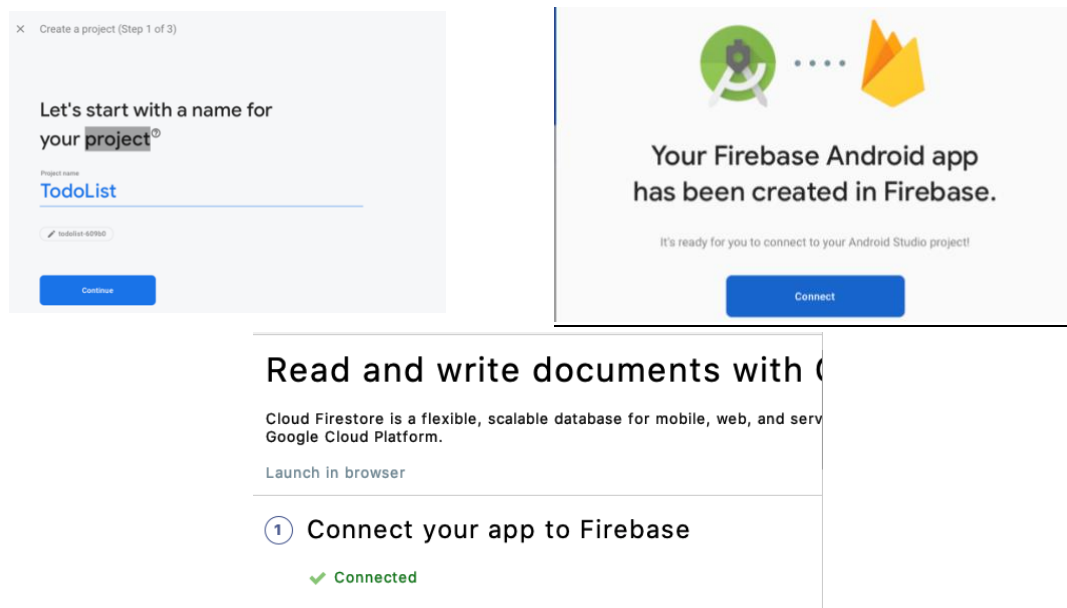 Create a project (Step 1 of 3)
Let's start with a name for
your project
Project name
TodoList
todolist-609b0
Continue
Your Firebase Android app
has been created in Firebase.
It's ready for you to connect to your Android Studio project!
Connect
Read and write documents with
Cloud Firestore is a flexible, scalable database for mobile, web, and serv
Google Cloud Platform.
Launch in browser
1 Connect your app to Firebase
Connected